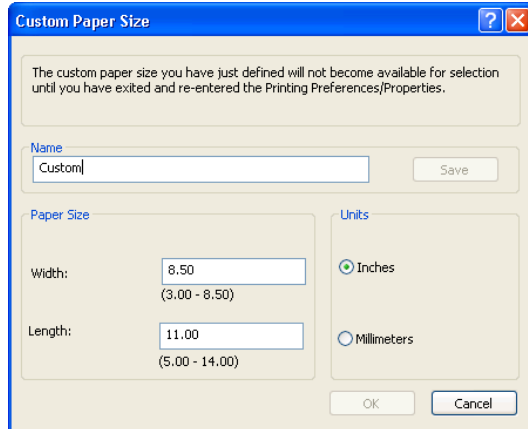 Custom Paper Size
The custom paper size you have just defined will not become available for selection
until you have exited and re-entered the Printing Preferences/Properties.
Name
Custom
Save
Paper Size
Units
Width:
8.50
(3.00 - 8.50)
Inches
Length:
11.00
(5.00 - 14.00)
Millimeters
OK
Cancel